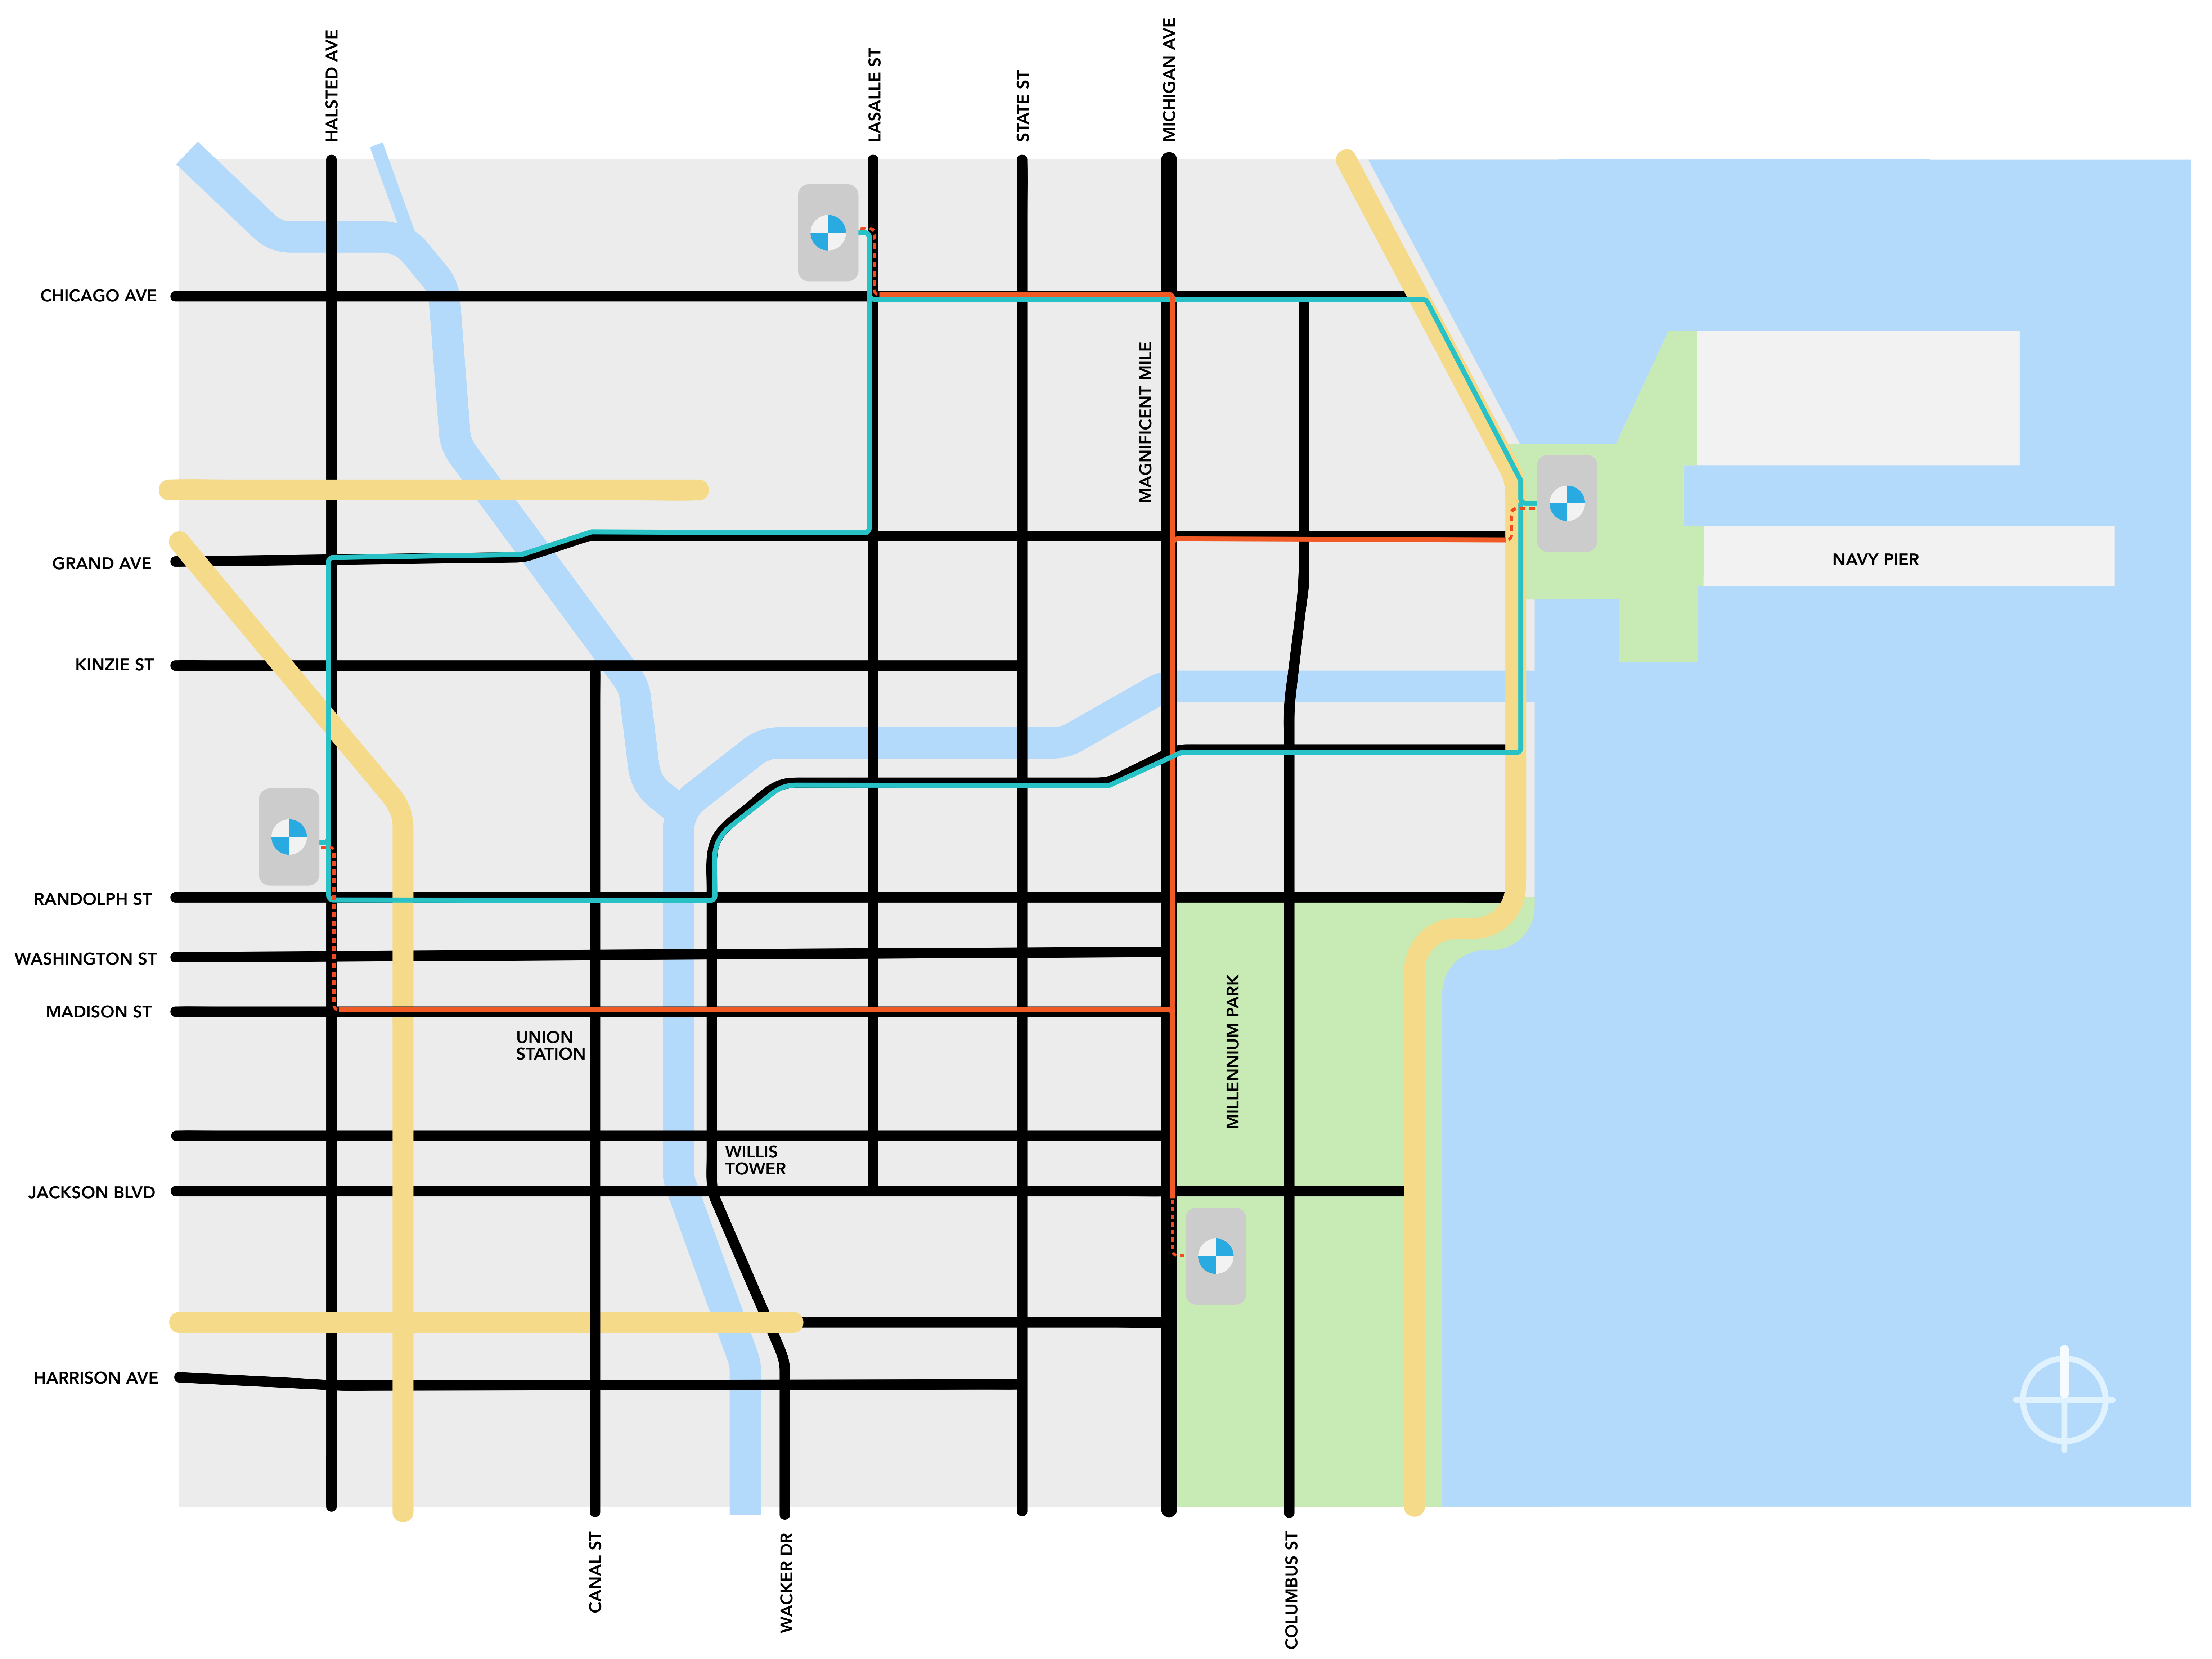 HALSTED AVE
LASALLE ST
STATE ST
MICHIGAN AVE
CHICAGO AVE
MAGNIFICENT MILE
GRAND AVE
NAVY PIER
KINZIE ST
RANDOLPH ST
WASHINGTON ST
MADISON ST
UNION
STATION
MILLENNIUM PARK
WILLIS
TOWER
JACKSON BLVD
HARRISON AVE
CANAL ST
WACKER DR
COLUMBUS ST